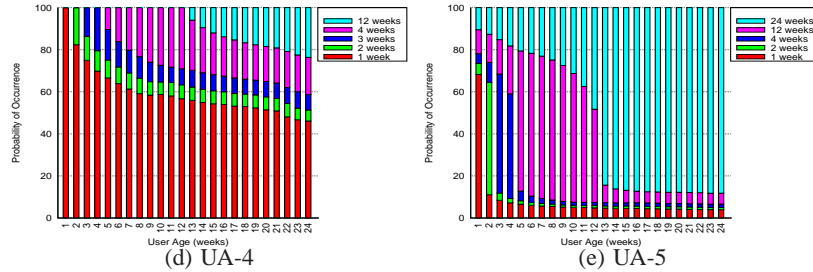 100
80
60
40
20
0
Probability of Occurrence
1 2 3 4 5 6 7 8 9 10 11 12 13 14 15 16 17 18 19 20 21 22 23 24
User Age (weeks)
12 weeks
4 weeks
3 weeks
2 weeks
1 week
(d) UA-4
100
80
60
40
20
0
Probability of Occurrence
1 2 3 4 5 6 7 8 9 10 11 12 13 14 15 16 17 18 19 20 21 22 23 24
User Age (weeks)
24 weeks
12 weeks
4 weeks
2 weeks
1 week
(e) UA-5